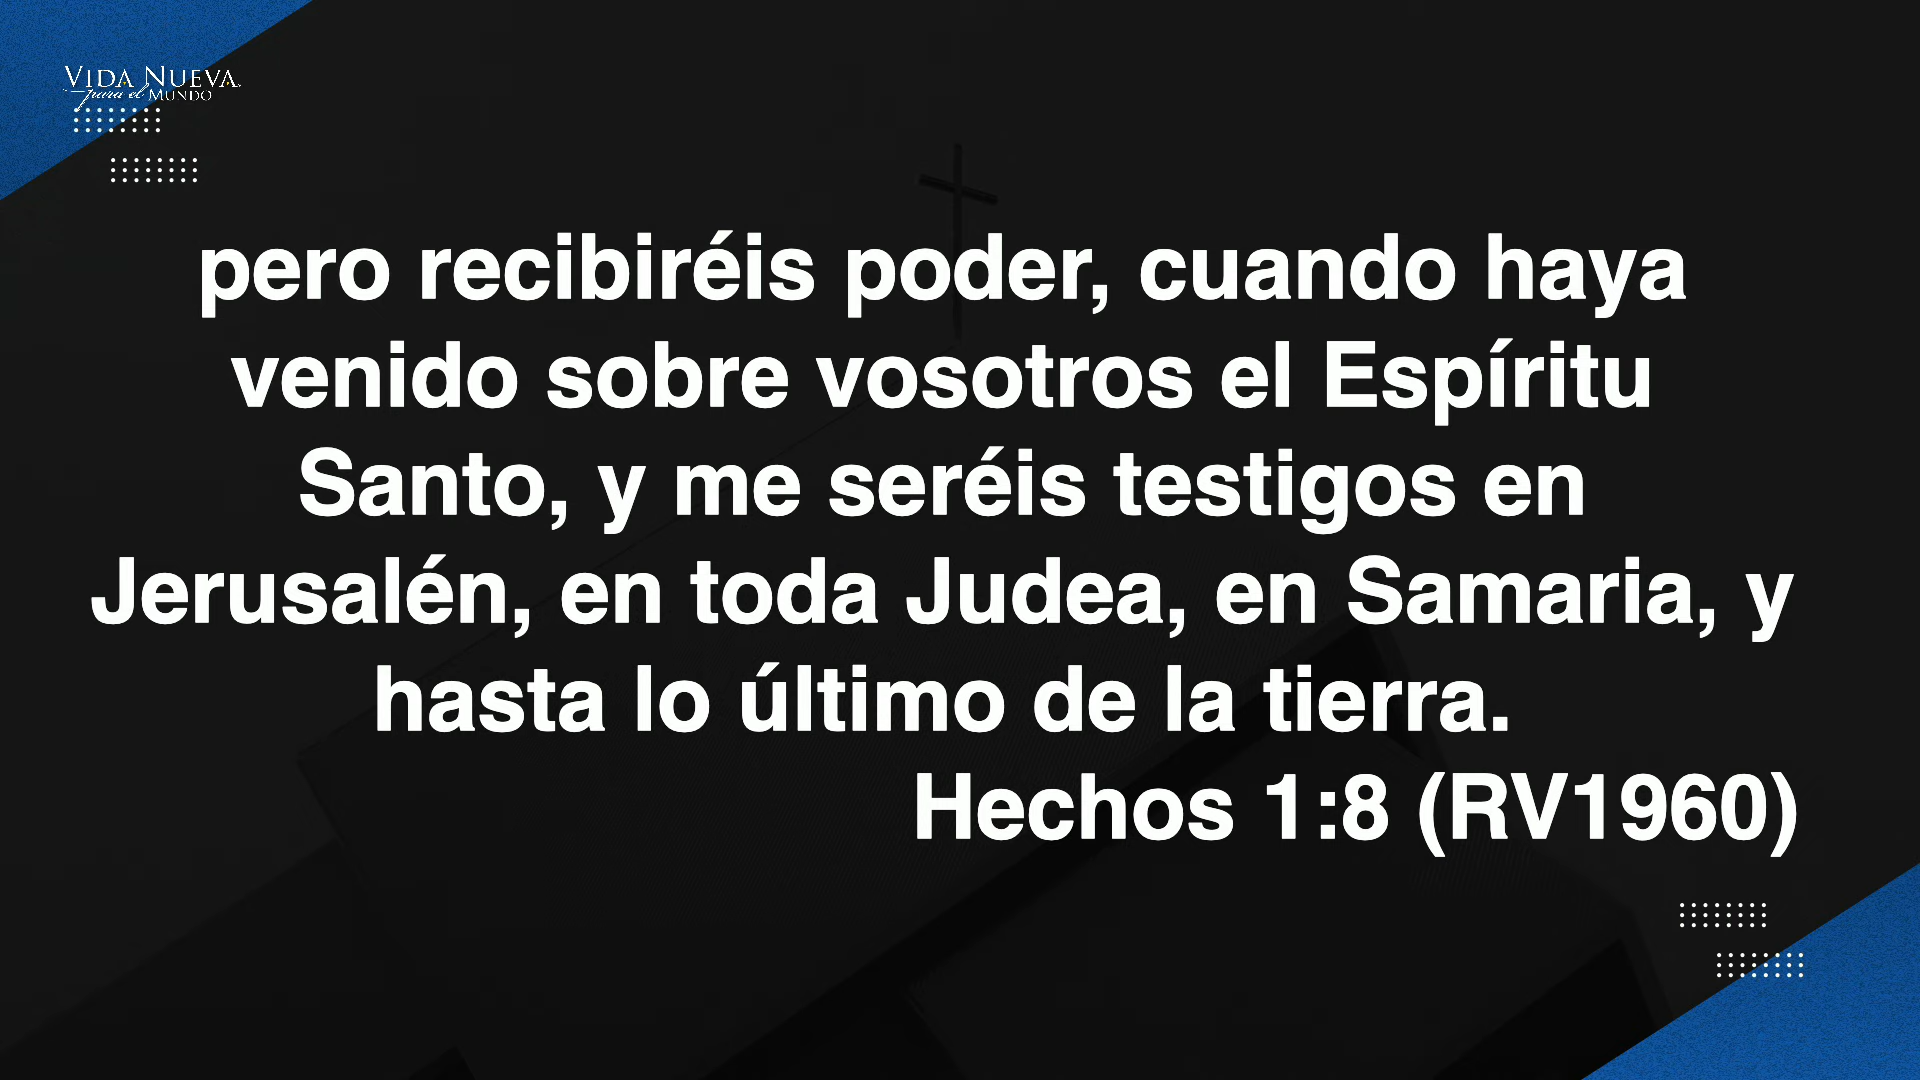 VIDA NUEVA
para el MUNDO
pero recibiréis poder, cuando haya
venido sobre vosotros el Espíritu
Santo, y me seréis testigos en
Jerusalén, en toda Judea, en Samaria, y
hasta lo último de la tierra.
Hechos 1:8 (RV1960)